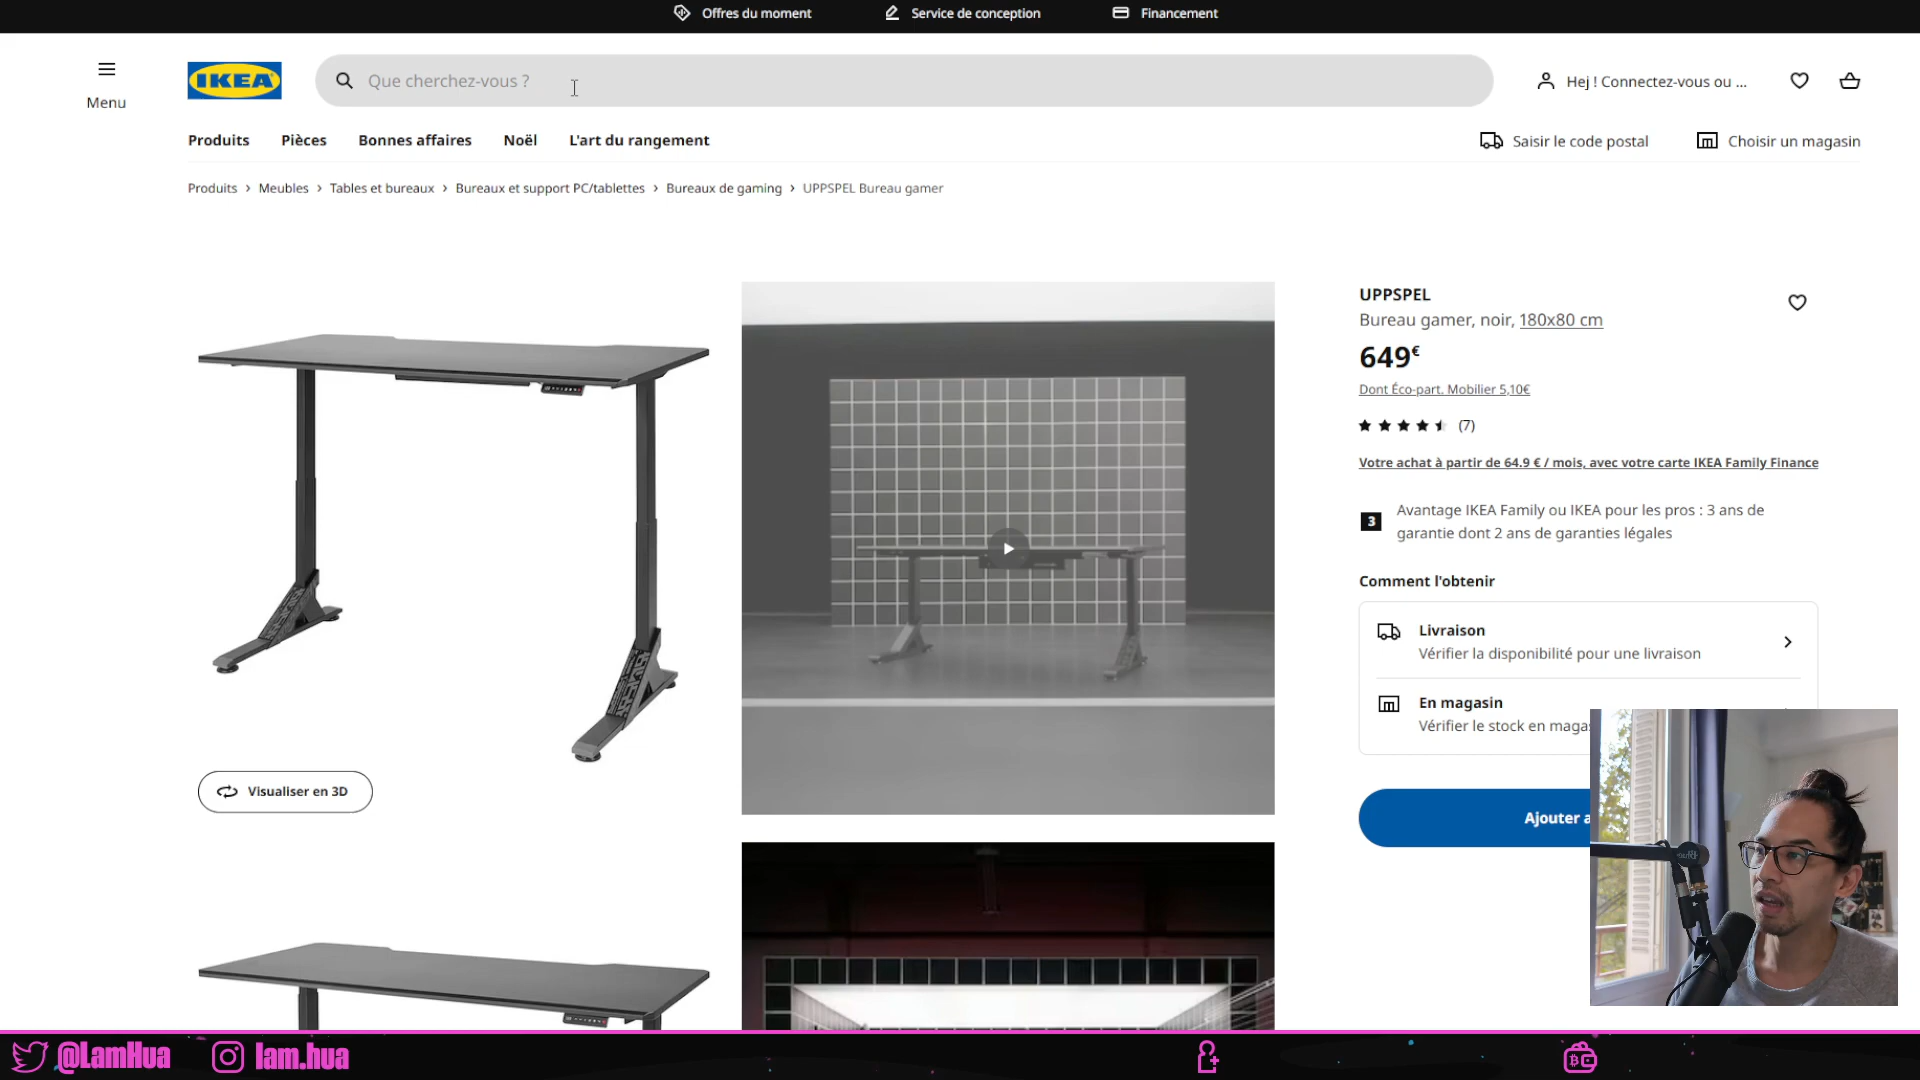 Offres du moment
Service de conception
Financement
Menu
IKEA
Que cherchez-vous ?
Hej ! Connectez-vous ou ...
Produits
Pièces
Bonnes affaires
Noël
L'art du rangement
Saisir le code postal
Choisir un magasin
Produits › Meubles › Tables et bureaux › Bureaux et support PC/tablettes › Bureaux de gaming › UPPSPEL Bureau gamer
UPPSPEL
Bureau gamer, noir, 180x80 cm
649€
Dont Éco-part. Mobilier 5,10€
(7)
Votre achat à partir de 64.9 € / mois, avec votre carte IKEA Family Finance
3
Avantage IKEA Family ou IKEA pour les pros : 3 ans de
garantie dont 2 ans de garanties légales
Comment l'obtenir
Livraison
Vérifier la disponibilité pour une livraison
En magasin
Vérifier le stock en maga
Ajouter a
Visualiser en 3D
@LamHua
lam.hua